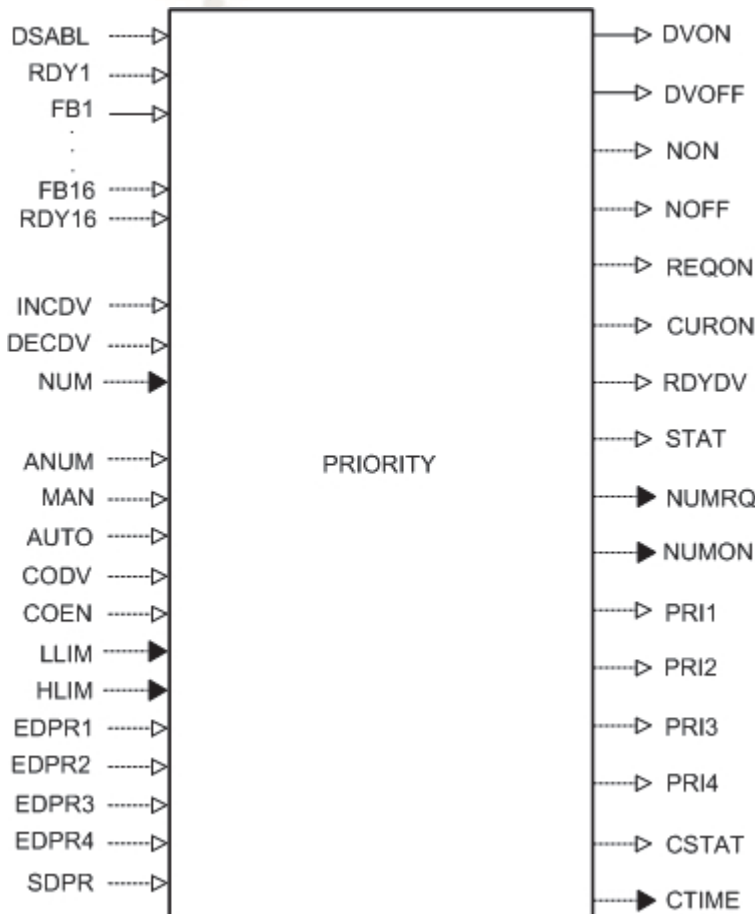 DSABL
RDY1
FB1
.
.
.
FB16
RDY16
INCDV
DECDV
NUM
ANUM
MAN
AUTO
CODV
COEN
LLIM
HLIM
EDPR1
EDPR2
EDPR3
EDPR4
SDPR
PRIORITY
DVON
DVOFF
NON
NOFF
REQON
CURON
RDYDV
STAT
NUMRQ
NUMON
PRI1
PRI2
PRI3
PRI4
CSTAT
CTIME